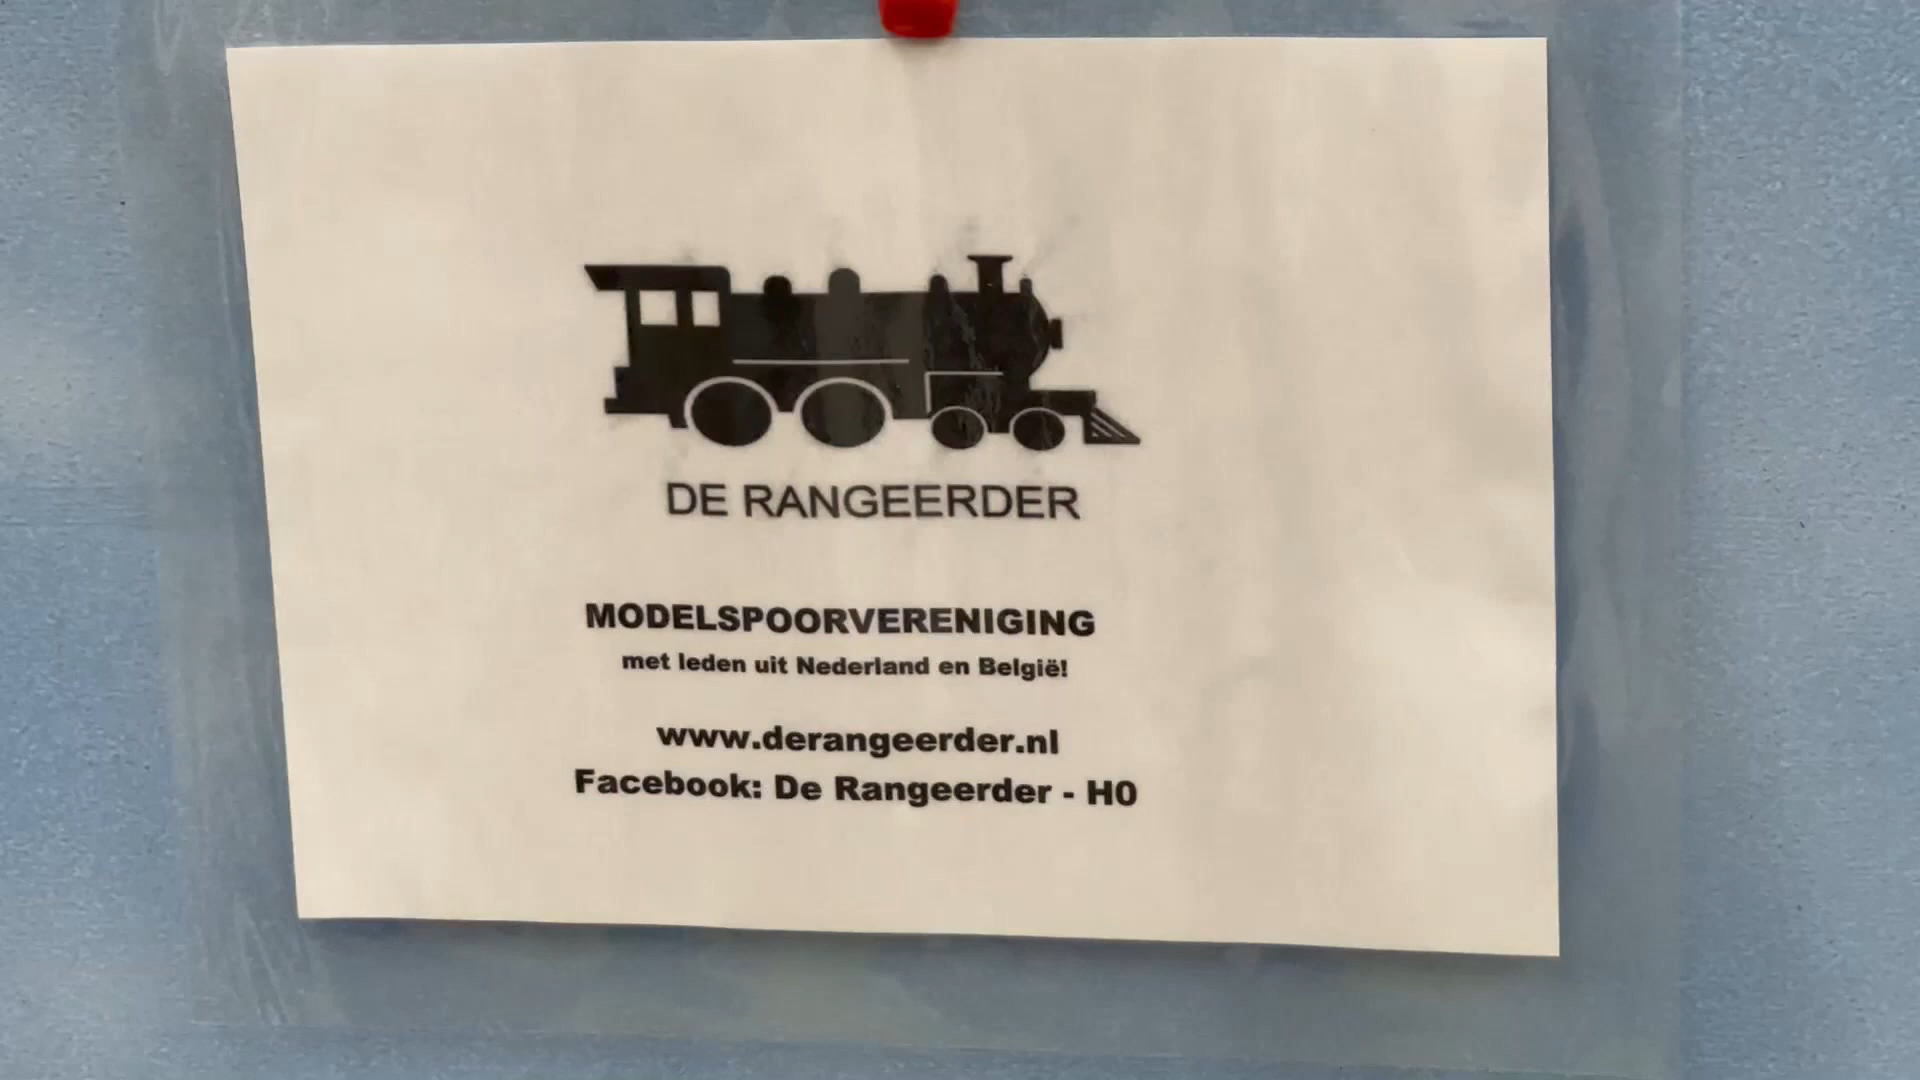 DE RANGEERDER
MODELSPOORVERENIGING
met leden uit Nederland en België!
www.derangeerder.nl
Facebook: De Rangeerder - H0